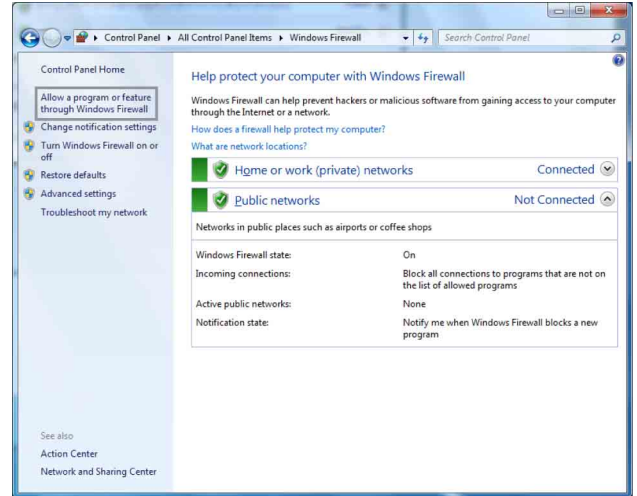 Control Panel ▸ All Control Panel Items ▸ Windows Firewall
Search Control Panel
Control Panel Home
Allow a program or feature
through Windows Firewall
Change notification settings
Turn Windows Firewall on or
off
Restore defaults
Advanced settings
Troubleshoot my network
See also
Action Center
Network and Sharing Center
Help protect your computer with Windows Firewall
Windows Firewall can help prevent hackers or malicious software from gaining access to your computer
through the Internet or a network.
How does a firewall help protect my computer?
What are network locations?
Home or work (private) networks Connected
Public networks Not Connected
Networks in public places such as airports or coffee shops
Windows Firewall state: On
Incoming connections: Block all connections to programs that are not on
the list of allowed programs
Active public networks: None
Notification state: Notify me when Windows Firewall blocks a new
program